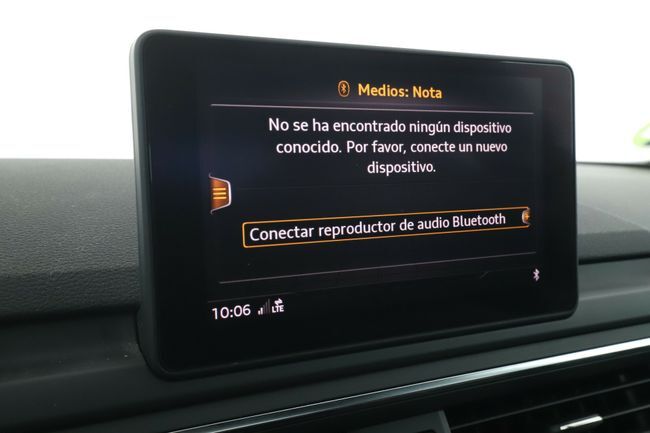 Medios: Nota
No se ha encontrado ningún dispositivo
conocido. Por favor, conecte un nuevo
dispositivo.
Conectar reproductor de audio Bluetooth
10:06 LTE